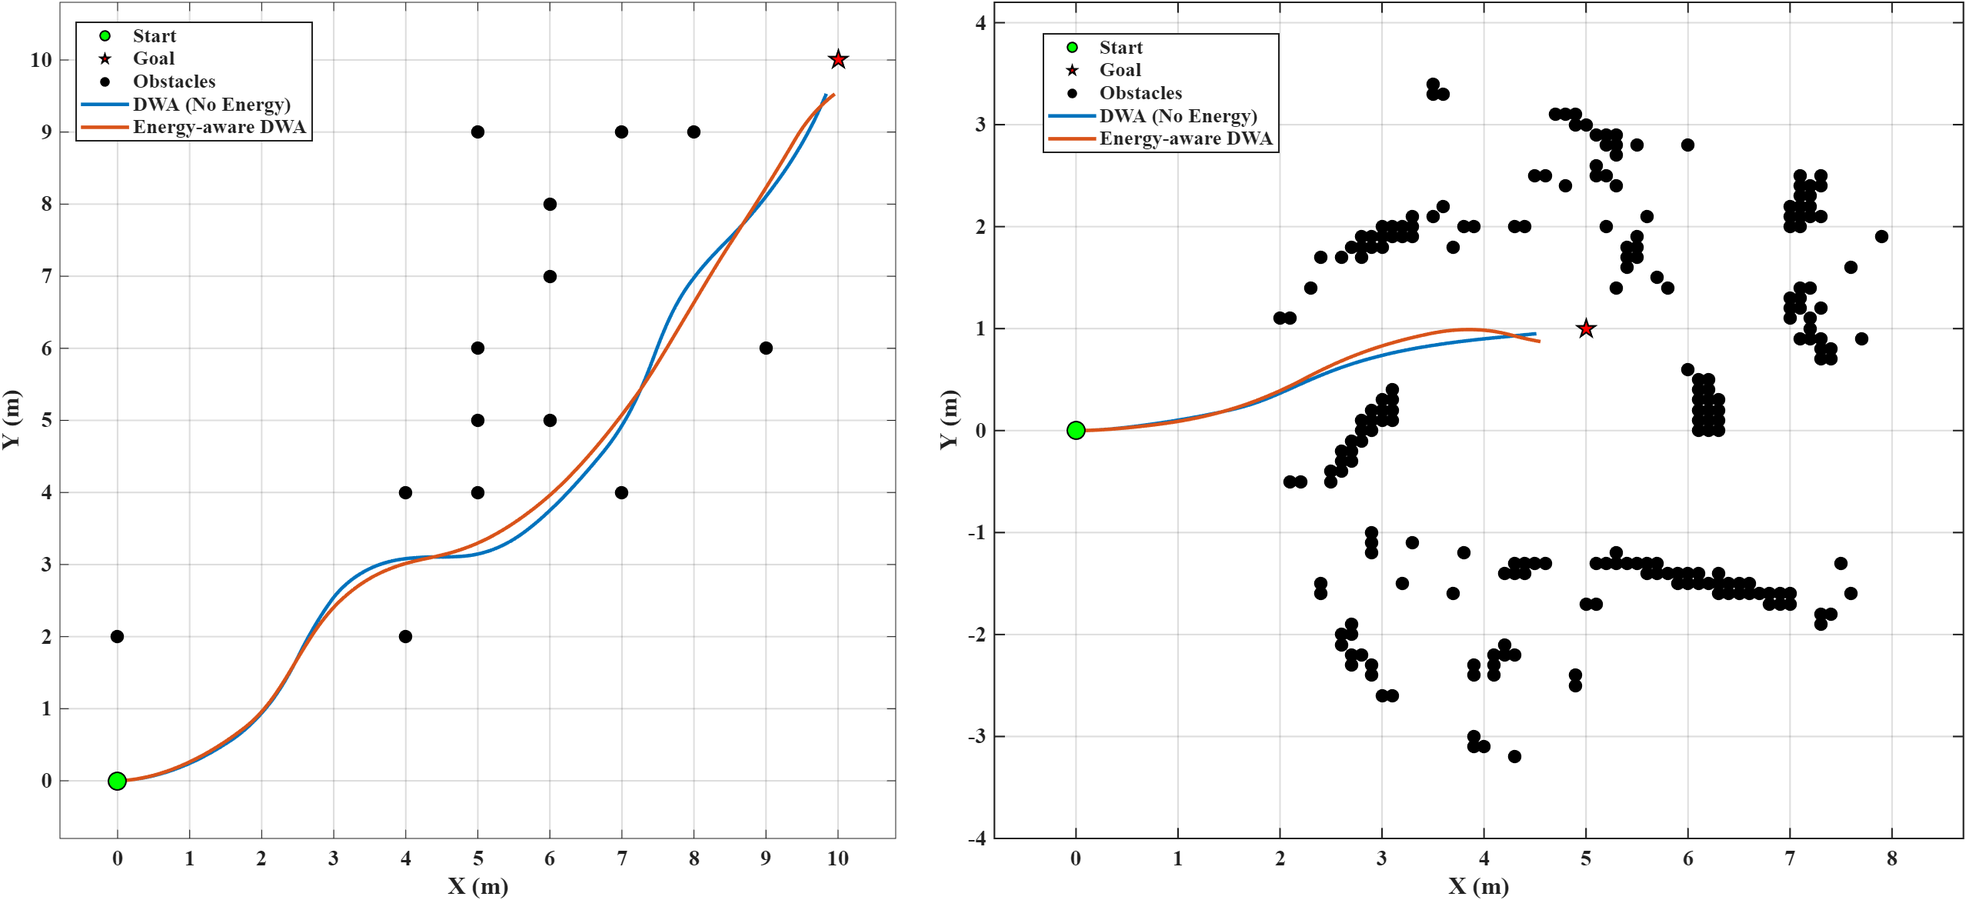 Start
Goal
Obstacles
DWA (No Energy)
Energy-aware DWA
10
9
8
7
6
5
4
3
2
1
0
Y (m)
0 1 2 3 4 5 6 7 8 9 10
X (m)
Start
Goal
Obstacles
DWA (No Energy)
Energy-aware DWA
4
3
2
1
0
-1
-2
-3
-4
Y (m)
0 1 2 3 4 5 6 7 8
X (m)